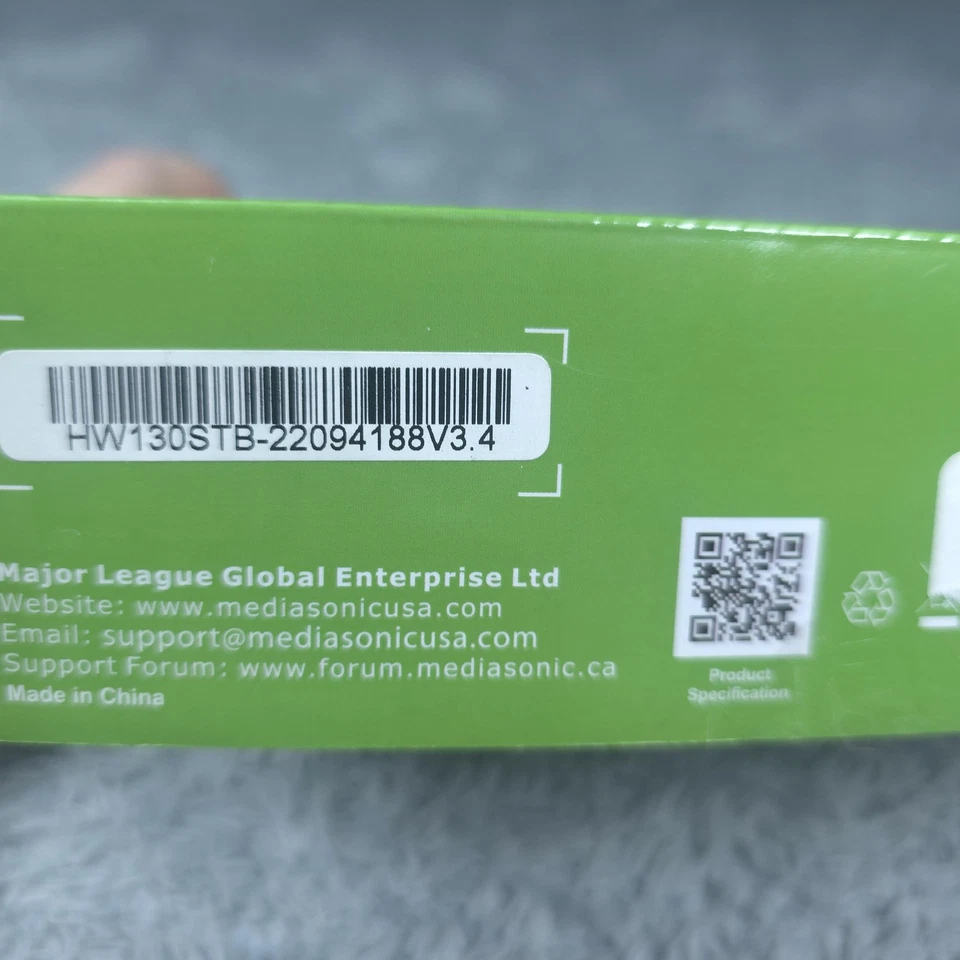 HW130STB-22094188V3.4
Major League Global Enterprise Ltd
Website: www.mediasonicusa.com
Email: support@mediasonicusa.com
Support Forum: www.forum.mediasonic.ca
Made in China
Product
Specification